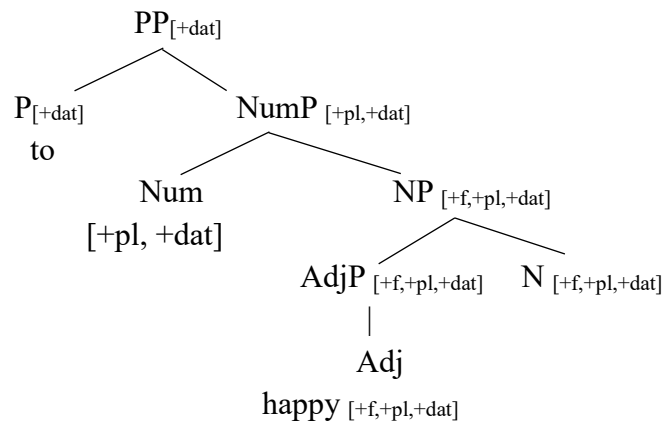 PP[+dat]
P[+dat] NumP [+pl,+dat]
to
Num NP [+f,+pl,+dat]
[+pl, +dat]
AdjP [+f,+pl,+dat] N [+f,+pl,+dat]
Adj
happy [+f,+pl,+dat]